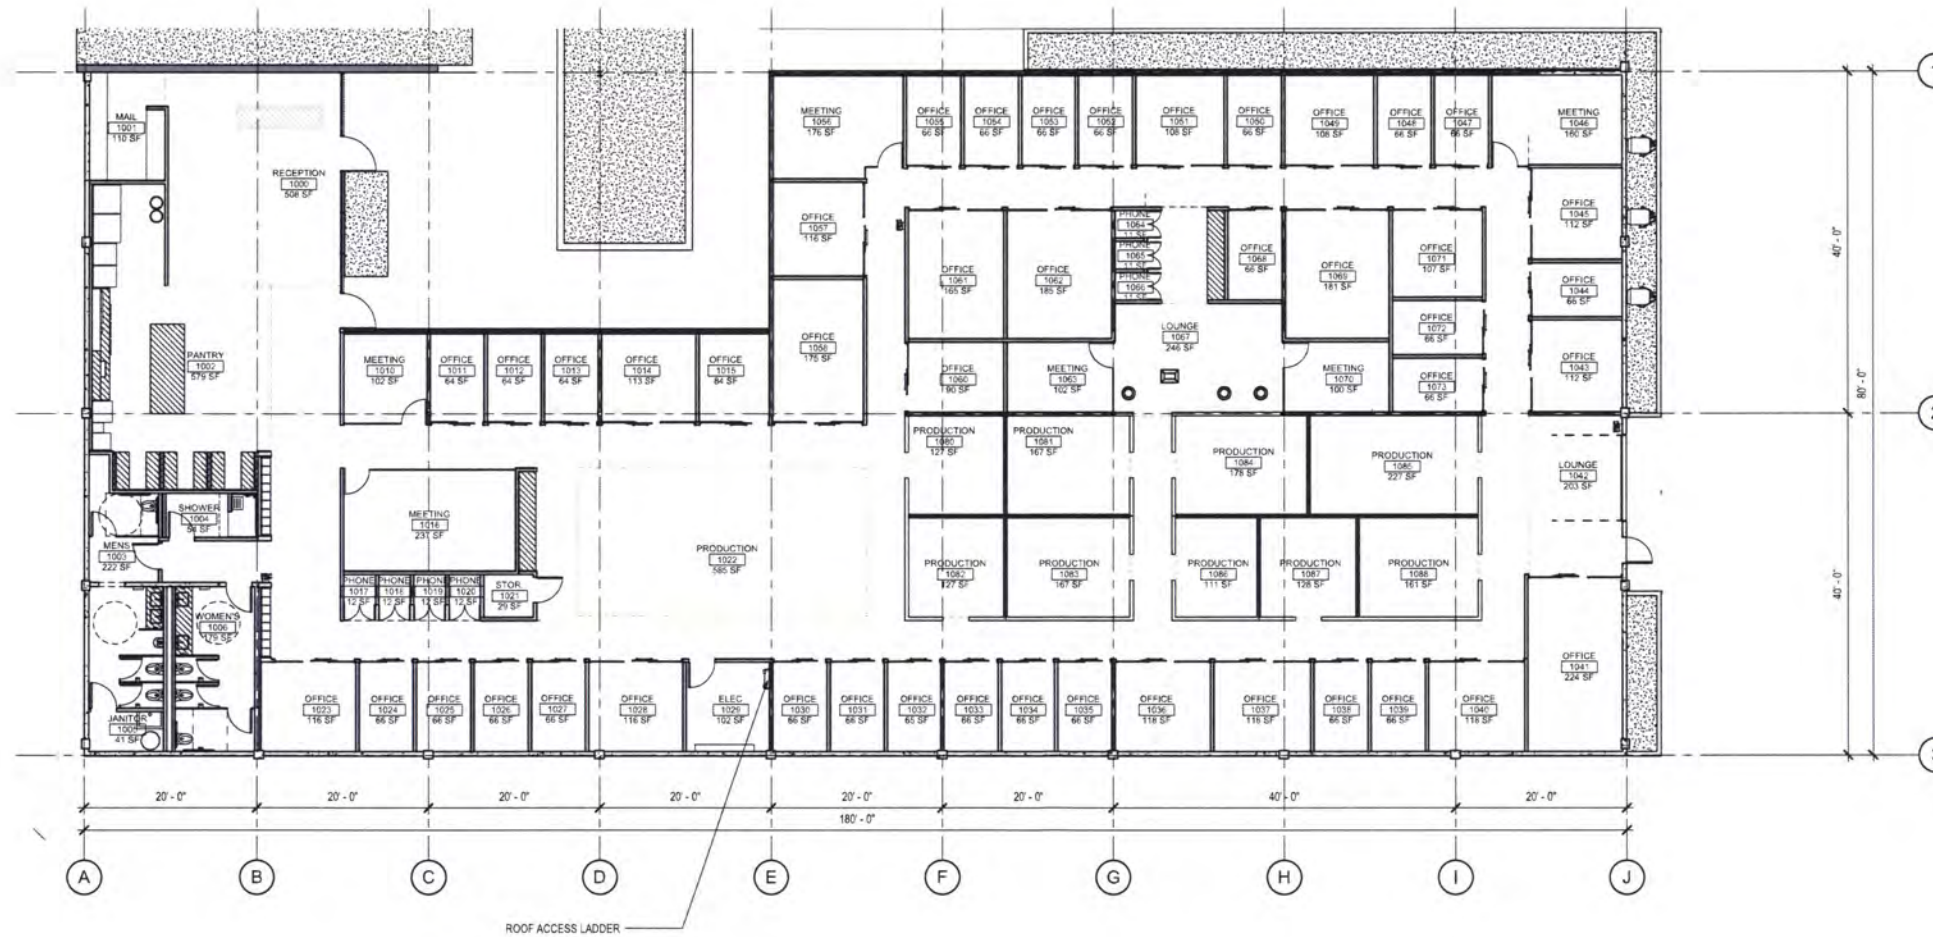 MAIL
1001
110 SF
RECEPTION
1000
508 SF
PANTRY
1002
579 SF
SHOWER
1004
MENS
1003
222 SF
WOMEN'S
1006
179 SF
JANITOR
41 SF
MEETING
1010
102 SF
OFFICE
1011
64 SF
OFFICE
1012
64 SF
OFFICE
1013
64 SF
OFFICE
1014
113 SF
OFFICE
1015
84 SF
MEETING
1016
237 SF
PHONE
1017
12 SF
PHONE
1018
12 SF
PHONE
1019
12 SF
PHONE
1020
12 SF
STOR.
1021
29 SF
PRODUCTION
1022
585 SF
OFFICE
1023
116 SF
OFFICE
1024
66 SF
OFFICE
1025
66 SF
OFFICE
1026
66 SF
OFFICE
1027
66 SF
OFFICE
1028
116 SF
ELEC
1029
102 SF
OFFICE
1030
66 SF
OFFICE
1031
66 SF
OFFICE
1032
65 SF
OFFICE
1033
66 SF
OFFICE
1034
66 SF
OFFICE
1035
66 SF
OFFICE
1036
118 SF
OFFICE
1037
118 SF
OFFICE
1038
66 SF
OFFICE
1039
66 SF
OFFICE
1040
118 SF
OFFICE
1041
224 SF
LOUNGE
1042
203 SF
OFFICE
1043
112 SF
OFFICE
1044
66 SF
OFFICE
1045
112 SF
MEETING
1046
160 SF
OFFICE
1047
66 SF
OFFICE
1048
66 SF
OFFICE
1049
108 SF
OFFICE
1050
66 SF
OFFICE
1051
108 SF
OFFICE
1052
66 SF
OFFICE
1053
66 SF
OFFICE
1054
66 SF
OFFICE
1055
66 SF
MEETING
1056
176 SF
OFFICE
1057
116 SF
OFFICE
1058
175 SF
OFFICE
1060
90 SF
OFFICE
1061
165 SF
OFFICE
1062
185 SF
MEETING
1063
102 SF
PHONE
1064
11 SF
PHONE
1065
11 SF
PHONE
1066
11 SF
LOUNGE
1067
246 SF
OFFICE
1068
66 SF
OFFICE
1069
181 SF
MEETING
1070
100 SF
OFFICE
1071
107 SF
OFFICE
1072
66 SF
OFFICE
1073
66 SF
PRODUCTION
1080
127 SF
PRODUCTION
1081
167 SF
PRODUCTION
1082
127 SF
PRODUCTION
1083
167 SF
PRODUCTION
1084
178 SF
PRODUCTION
1085
227 SF
PRODUCTION
1086
111 SF
PRODUCTION
1087
128 SF
PRODUCTION
1088
161 SF
40' - 0"
80' - 0"
40' - 0"
20' - 0"
20' - 0"
20' - 0"
20' - 0"
20' - 0"
20' - 0"
40' - 0"
20' - 0"
180' - 0"
A
B
C
D
E
F
G
H
I
J
ROOF ACCESS LADDER